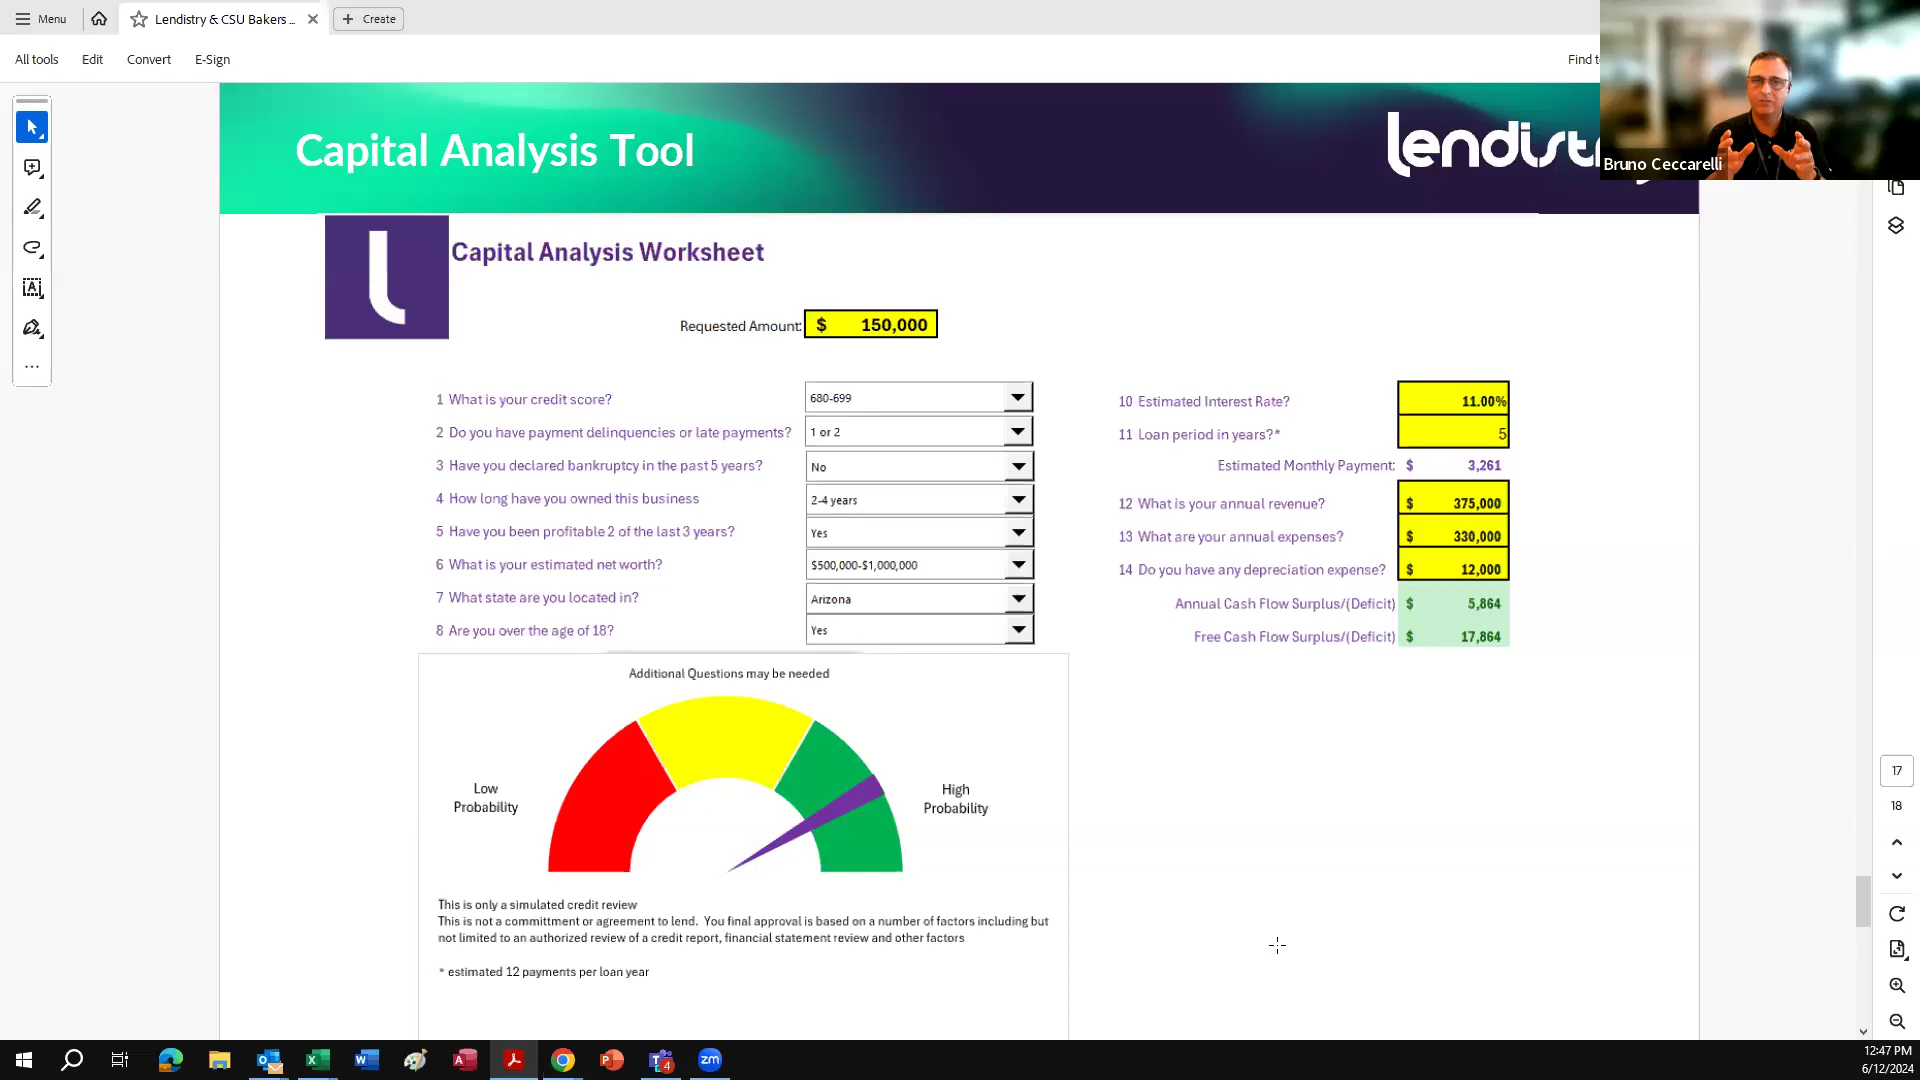 Menu
Lendistry & CSU Bakers ...
Create
All tools
Edit
Convert
E-Sign
Find t
Bruno Ceccarelli
Capital Analysis Tool
lendist
Capital Analysis Worksheet
Requested Amount: $ 150,000
1 What is your credit score? 680-699
2 Do you have payment delinquencies or late payments? 1 or 2
3 Have you declared bankruptcy in the past 5 years? No
4 How long have you owned this business 2-4 years
5 Have you been profitable 2 of the last 3 years? Yes
6 What is your estimated net worth? $500,000-$1,000,000
7 What state are you located in? Arizona
8 Are you over the age of 18? Yes
10 Estimated Interest Rate? 11.00%
11 Loan period in years?* 5
Estimated Monthly Payment: $ 3,261
12 What is your annual revenue? $ 375,000
13 What are your annual expenses? $ 330,000
14 Do you have any depreciation expense? $ 12,000
Annual Cash Flow Surplus/(Deficit) $ 5,864
Free Cash Flow Surplus/(Deficit) $ 17,864
Additional Questions may be needed
Low
Probability
High
Probability
This is only a simulated credit review
This is not a committment or agreement to lend. You final approval is based on a number of factors including but
not limited to an authorized review of a credit report, financial statement review and other factors
* estimated 12 payments per loan year
17
18
4
zm
12:47 PM
6/12/2024